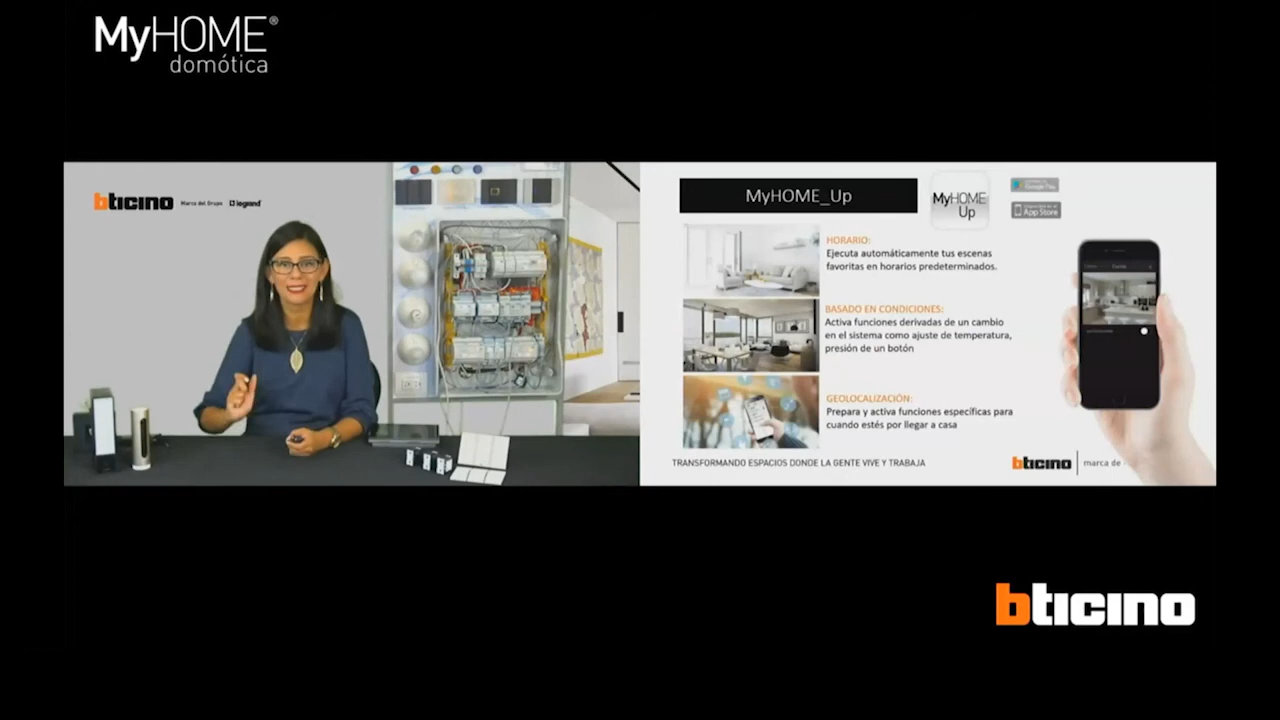 MyHOME®
domótica
bticino Marca del Grupo legrand
MyHOME_Up
MyHOME
Up
Google Play
App Store
HORARIO:
Ejecuta automáticamente tus escenas
favoritas en horarios predeterminados.
BASADO EN CONDICIONES:
Activa funciones derivadas de un cambio
en el sistema como ajuste de temperatura,
presión de un botón
GEOLOCALIZACIÓN:
Prepara y activa funciones específicas para
cuando estés por llegar a casa
TRANSFORMANDO ESPACIOS DONDE LA GENTE VIVE Y TRABAJA
bticino | marca de
bticino